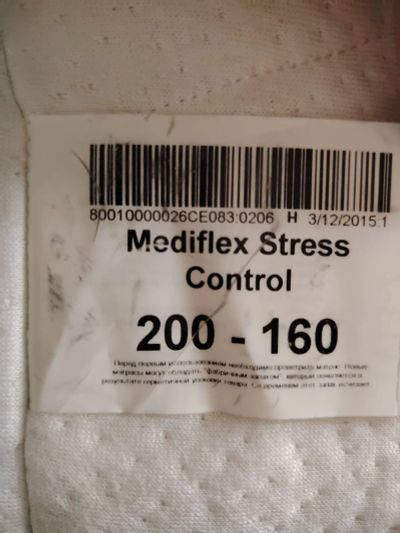 80010000026CE083:0206 H 3/12/2015:1
Mediflex Stress
Control
200 - 160
Перед первым использованием необходимо проветрить матрас. Новые
матрасы могут обладать "фабричным запахом", который появляется в
результате герметичной упаковки товара. Со временем этот запах исчезает.